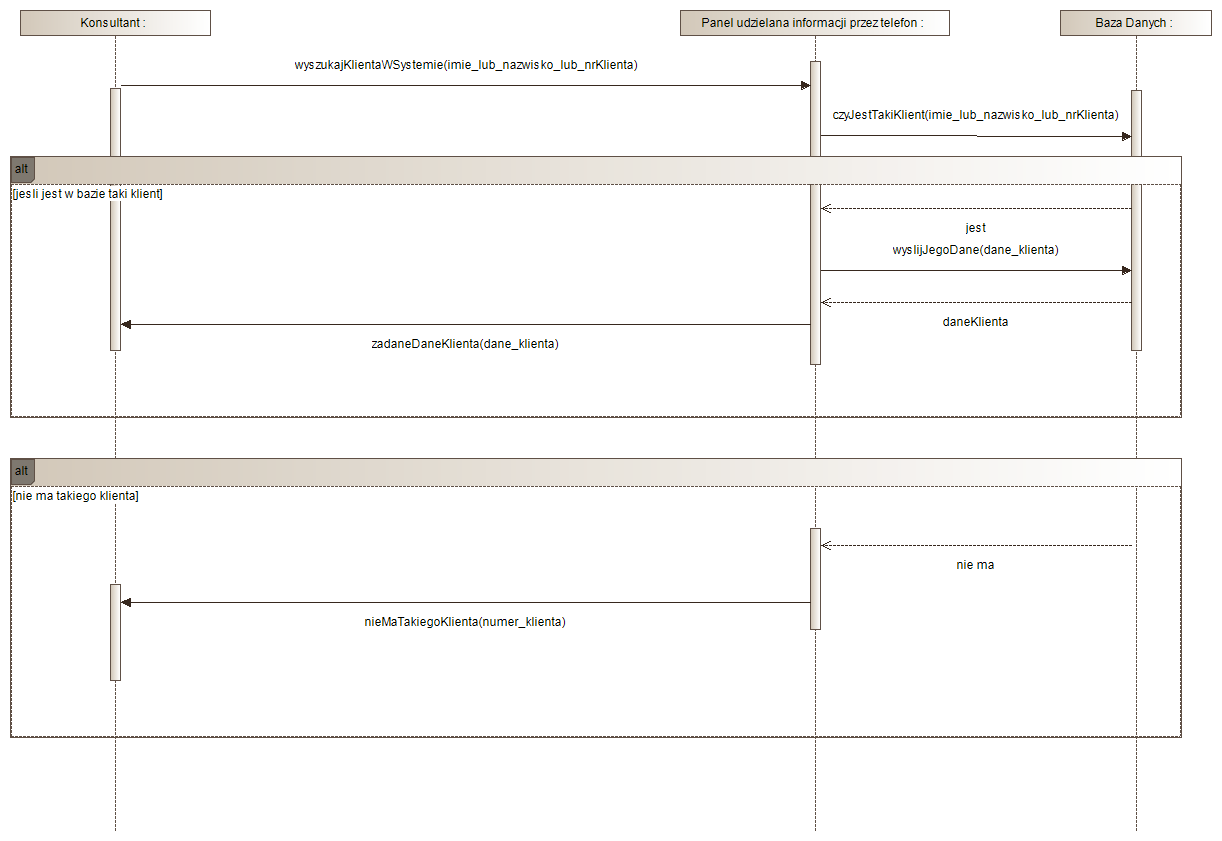 Konsultant :
Panel udzielana informacji przez telefon :
Baza Danych :
wyszukajKlientaWSystemie(imie_lub_nazwisko_lub_nrKlienta)
czyJestTakiKlient(imie_lub_nazwisko_lub_nrKlienta)
alt
[jesli jest w bazie taki klient]
jest
wyslijJegoDane(dane_klienta)
daneKlienta
zadaneDaneKlienta(dane_klienta)
alt
[nie ma takiego klienta]
nie ma
nieMaTakiegoKlienta(numer_klienta)